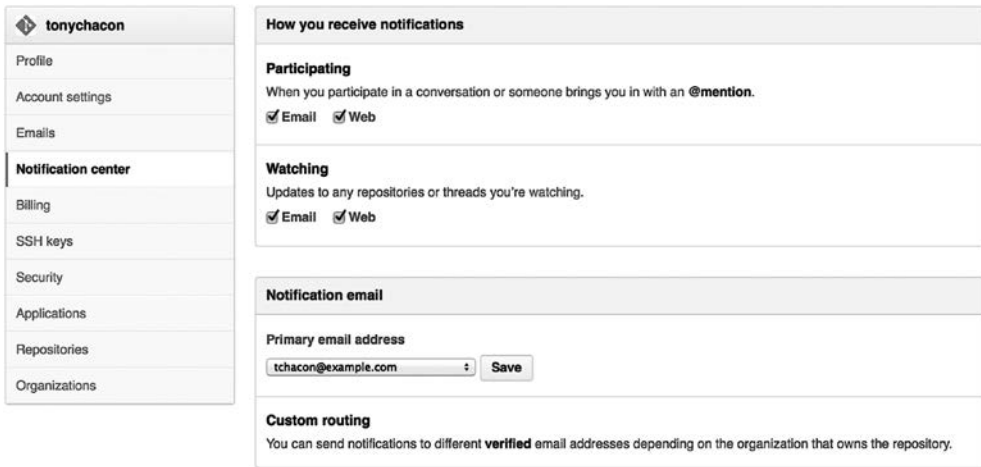 tonychacon
Profile
Account settings
Emails
Notification center
Billing
SSH keys
Security
Applications
Repositories
Organizations
How you receive notifications
Participating
When you participate in a conversation or someone brings you in with an @mention.
Email Web
Watching
Updates to any repositories or threads you're watching.
Email Web
Notification email
Primary email address
tchacon@example.com Save
Custom routing
You can send notifications to different verified email addresses depending on the organization that owns the repository.